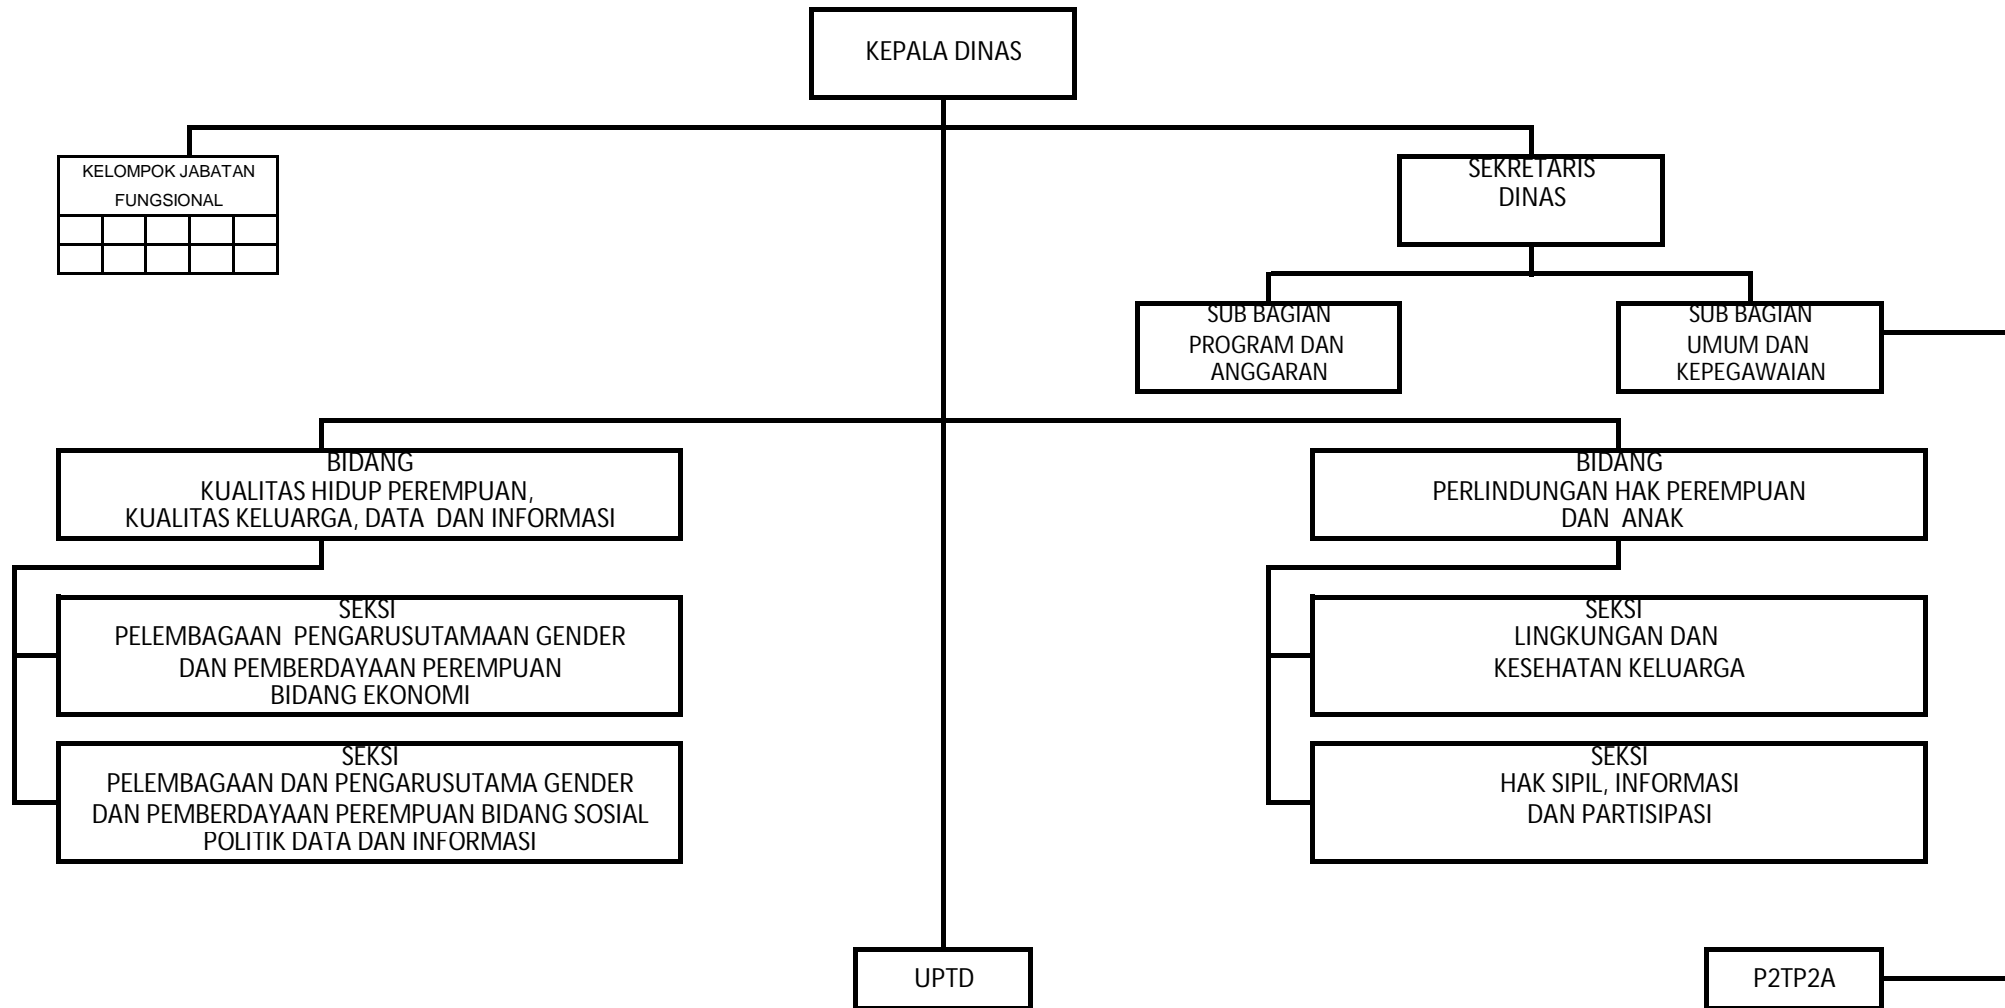 KEPALA DINAS
KELOMPOK JABATAN
FUNGSIONAL
SEKRETARIS
DINAS
SUB BAGIAN
PROGRAM DAN
ANGGARAN
SUB BAGIAN
UMUM DAN
KEPEGAWAIAN
BIDANG
KUALITAS HIDUP PEREMPUAN,
KUALITAS KELUARGA, DATA DAN INFORMASI
BIDANG
PERLINDUNGAN HAK PEREMPUAN
DAN ANAK
SEKSI
PELEMBAGAAN PENGARUSUTAMAAN GENDER
DAN PEMBERDAYAAN PEREMPUAN
BIDANG EKONOMI
SEKSI
LINGKUNGAN DAN
KESEHATAN KELUARGA
SEKSI
PELEMBAGAAN DAN PENGARUSUTAMA GENDER
DAN PEMBERDAYAAN PEREMPUAN BIDANG SOSIAL
POLITIK DATA DAN INFORMASI
SEKSI
HAK SIPIL, INFORMASI
DAN PARTISIPASI
UPTD
P2TP2A